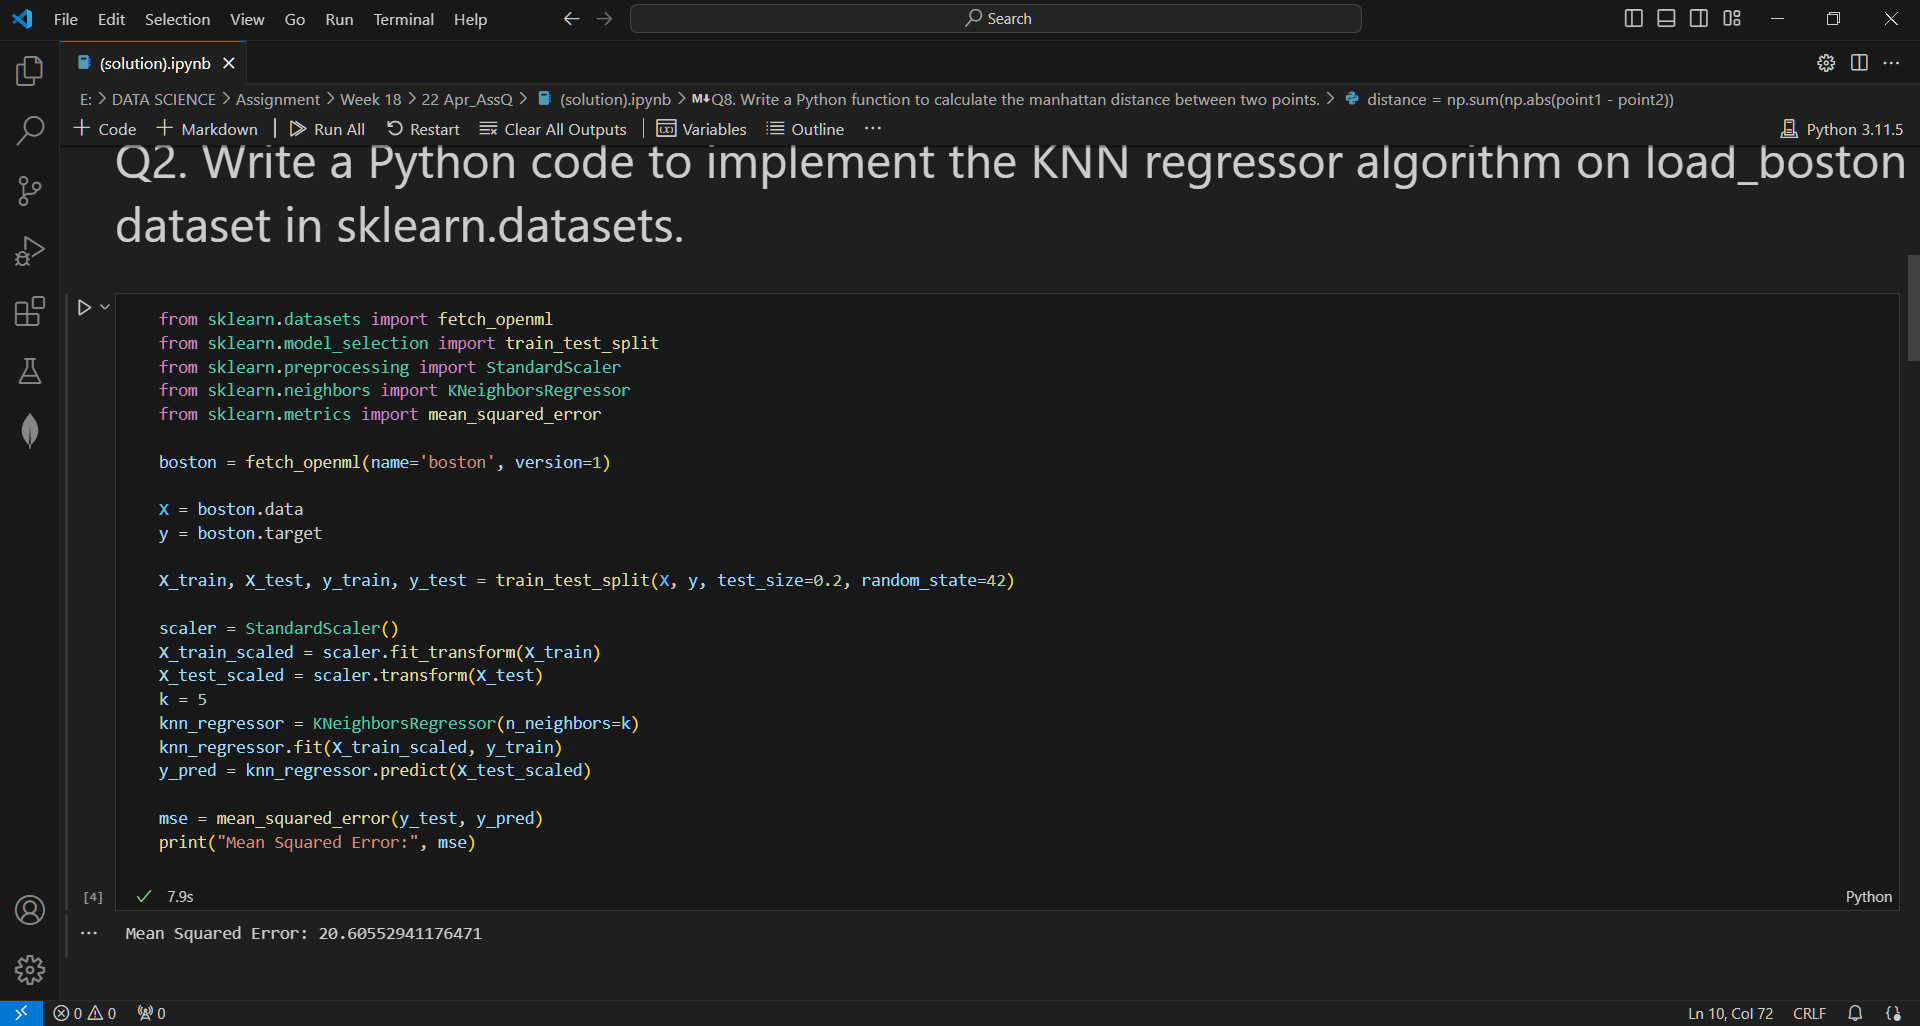 File Edit Selection View Go Run Terminal Help
Search
(solution).ipynb
E: > DATA SCIENCE > Assignment > Week 18 > 22 Apr_AssQ > (solution).ipynb > M↓Q8. Write a Python function to calculate the manhattan distance between two points. > distance = np.sum(np.abs(point1 - point2))
+ Code + Markdown | Run All Restart Clear All Outputs | Variables Outline ···
Python 3.11.5
Q2. Write a Python code to implement the KNN regressor algorithm on load_boston
dataset in sklearn.datasets.
from sklearn.datasets import fetch_openml
from sklearn.model_selection import train_test_split
from sklearn.preprocessing import StandardScaler
from sklearn.neighbors import KNeighborsRegressor
from sklearn.metrics import mean_squared_error
boston = fetch_openml(name='boston', version=1)
X = boston.data
y = boston.target
X_train, X_test, y_train, y_test = train_test_split(X, y, test_size=0.2, random_state=42)
scaler = StandardScaler()
X_train_scaled = scaler.fit_transform(X_train)
X_test_scaled = scaler.transform(X_test)
k = 5
knn_regressor = KNeighborsRegressor(n_neighbors=k)
knn_regressor.fit(X_train_scaled, y_train)
y_pred = knn_regressor.predict(X_test_scaled)
mse = mean_squared_error(y_test, y_pred)
print("Mean Squared Error:", mse)
[4] 7.9s
Python
··· Mean Squared Error: 20.60552941176471
0 0 0
Ln 10, Col 72 CRLF